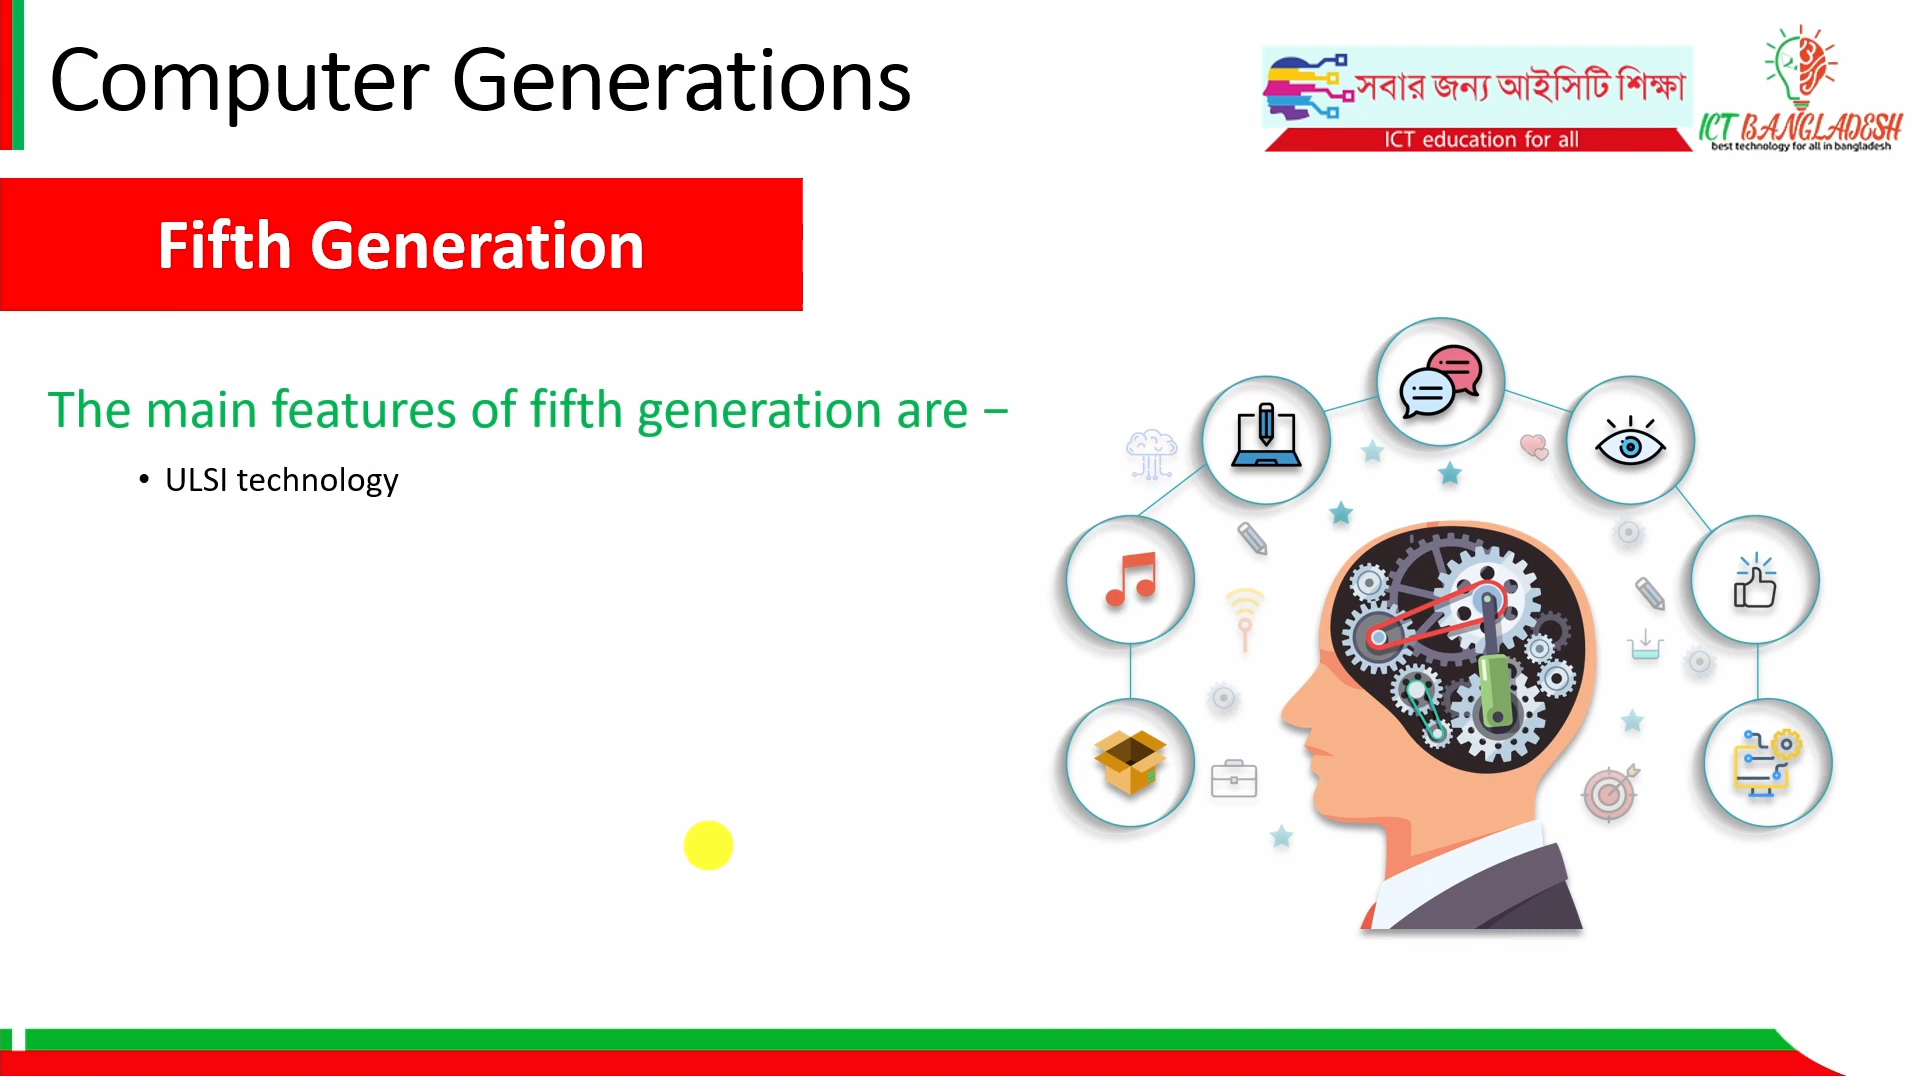 Computer Generations
সবার জন্য আইসিটি শিক্ষা
ICT education for all
ICT BANGLADESH
best technology for all in bangladesh
Fifth Generation
The main features of fifth generation are –
• ULSI technology